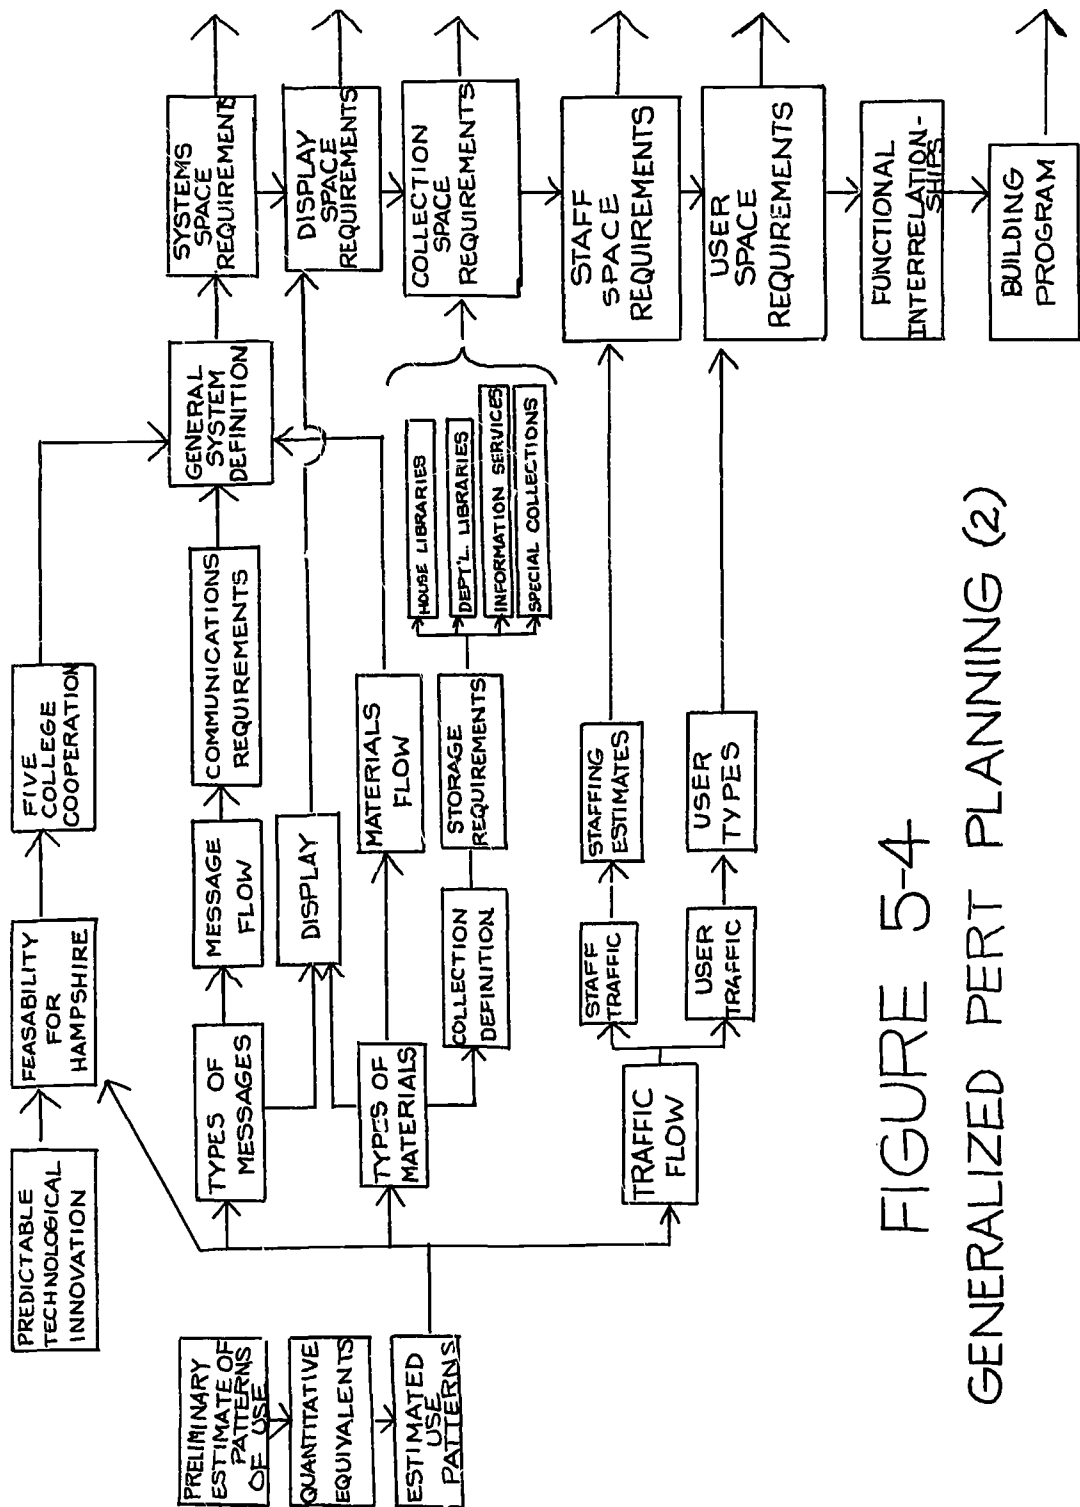 PREDICTABLE
TECHNOLOGICAL
INNOVATION
FEASABILITY
FOR
HAMPSHIRE
FIVE
COLLEGE
COOPERATION
PRELIMINARY
ESTIMATE OF
PATTERNS
OF USE
QUANTITATIVE
EQUIVALENTS
ESTIMATED
USE
PATTERNS
TYPES OF
MESSAGES
MESSAGE
FLOW
COMMUNICATIONS
REQUIREMENTS
GENERAL
SYSTEM
DEFINITION
SYSTEMS
SPACE
REQUIREMENTS
DISPLAY
DISPLAY
SPACE
REQUIREMENTS
TYPES OF
MATERIALS
MATERIALS
FLOW
COLLECTION
DEFINITION
STORAGE
REQUIREMENTS
HOUSE LIBRARIES
DEPT'L. LIBRARIES
INFORMATION SERVICES
SPECIAL COLLECTIONS
COLLECTION
SPACE
REQUIREMENTS
TRAFFIC
FLOW
STAFF
TRAFFIC
STAFFING
ESTIMATES
STAFF
SPACE
REQUIREMENTS
USER
TRAFFIC
USER
TYPES
USER
SPACE
REQUIREMENTS
FUNCTIONAL
INTERRELATION-
SHIPS
BUILDING
PROGRAM
FIGURE 5-4
GENERALIZED PERT PLANNING (2)